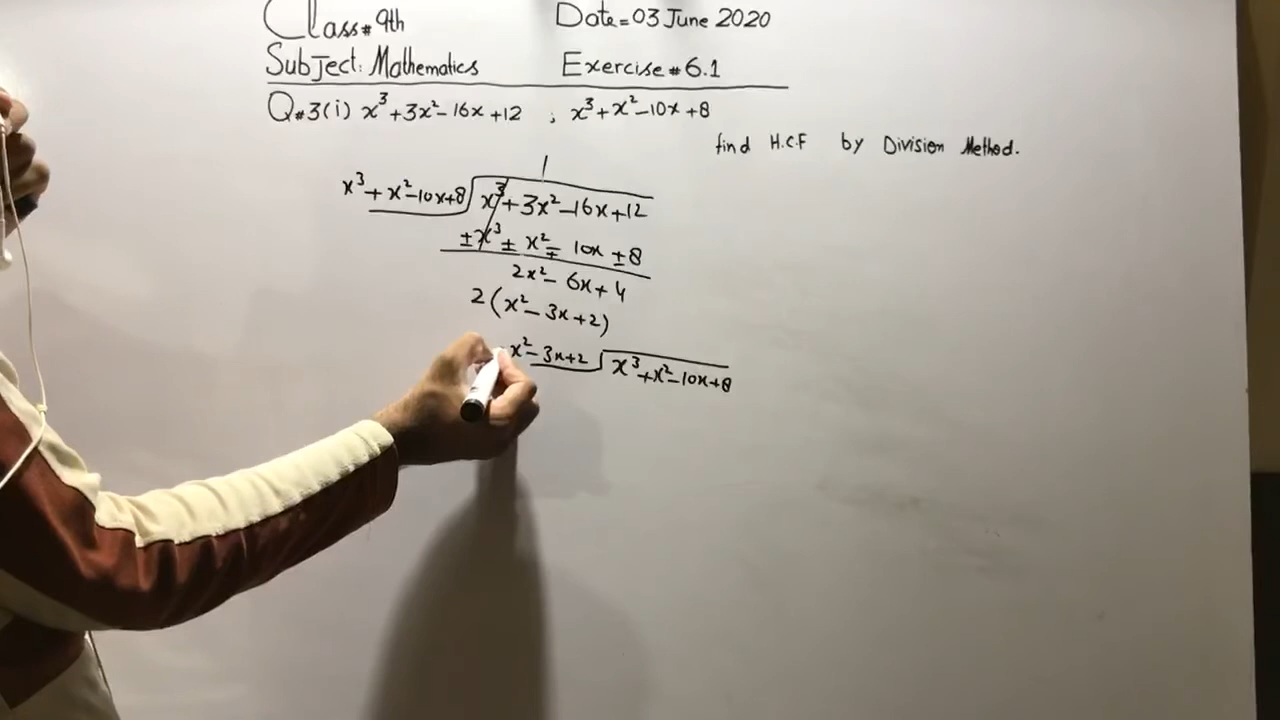 Class # 9th Date = 03 June 2020
Subject: Mathematics Exercise # 6.1
Q # 3(i) x³ + 3x² - 16x + 12 ; x³ + x² - 10x + 8
find H.C.F by Division Method.
1
x³ + x² - 10x + 8 ) x³ + 3x² - 16x + 12
± x³ ± x² ∓ 10x ± 8
2x² - 6x + 4
2 ( x² - 3x + 2 )
x² - 3x + 2 ) x³ + x² - 10x + 8